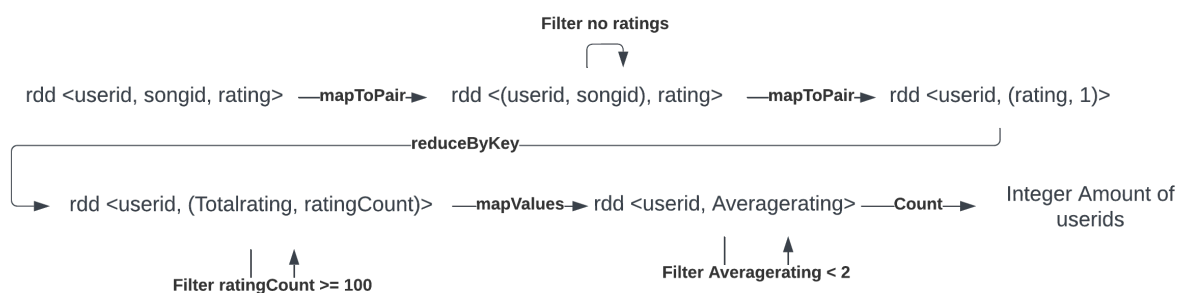 Filter no ratings
rdd <userid, songid, rating> mapToPair rdd <(userid, songid), rating> mapToPair rdd <userid, (rating, 1)>
reduceByKey
rdd <userid, (Totalrating, ratingCount)> mapValues rdd <userid, Averagerating> Count Integer Amount of
userids
Filter ratingCount >= 100
Filter Averagerating < 2